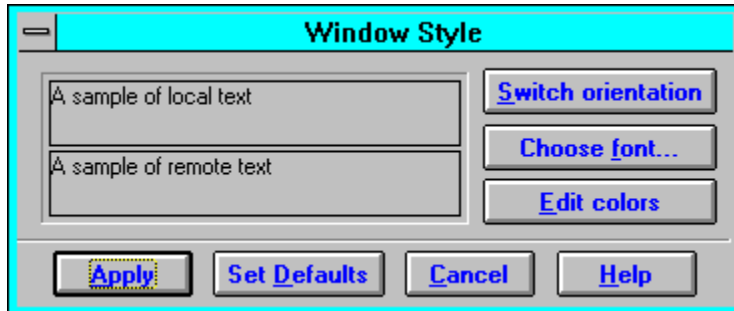 Window Style
A sample of local text
A sample of remote text
Switch orientation
Choose font...
Edit colors
Apply
Set Defaults
Cancel
Help